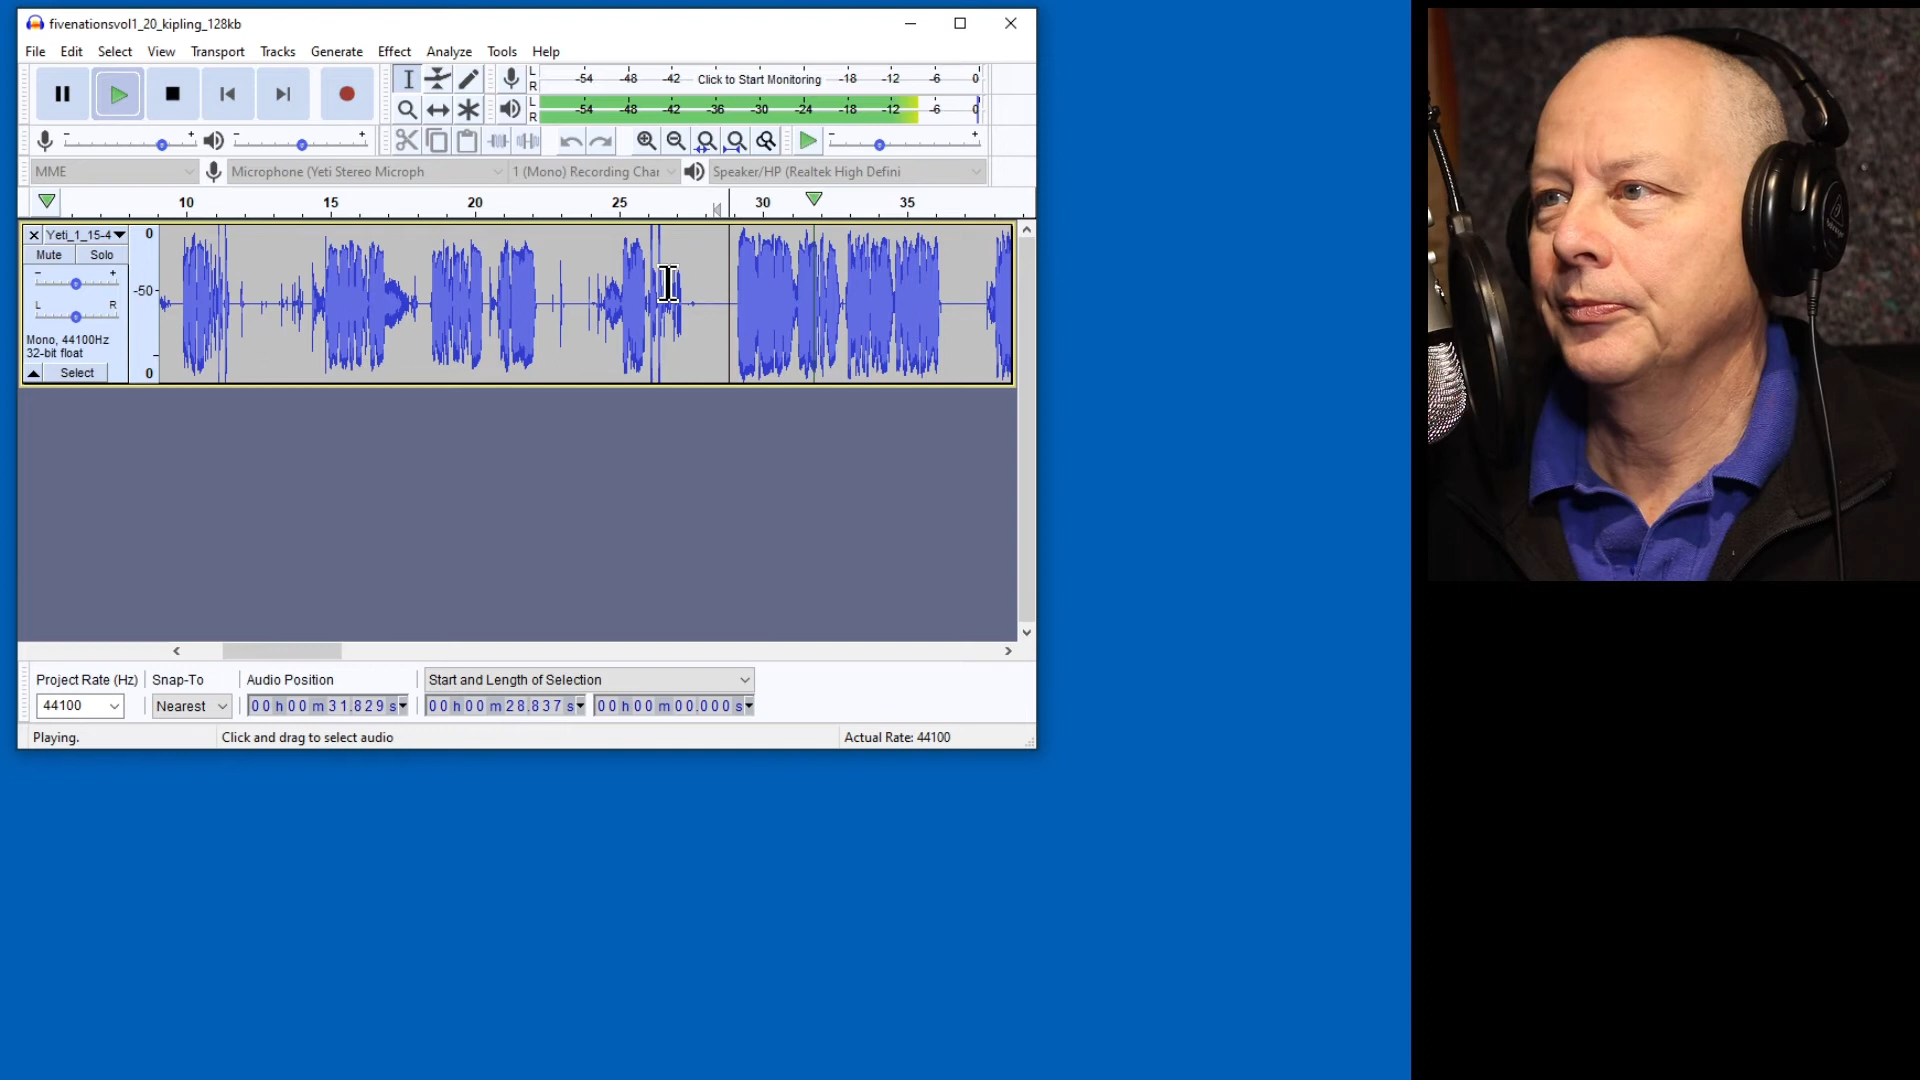 fivenationsvol1_20_kipling_128kb
File Edit Select View Transport Tracks Generate Effect Analyze Tools Help
L R -54 -48 -42 Click to Start Monitoring -18 -12 -6 0
L R -54 -48 -42 -36 -30 -24 -18 -12 -6 0
MME Microphone (Yeti Stereo Microph 1 (Mono) Recording Char Speaker/HP (Realtek High Defini
10 15 20 25 30 35
Yeti_1_15-4 0
Mute Solo
- +
-50
L R
Mono, 44100Hz
32-bit float
Select 0
Project Rate (Hz) Snap-To Audio Position Start and Length of Selection
44100 Nearest 00 h 00 m 31.829 s 00 h 00 m 28.837 s 00 h 00 m 00.000 s
Playing. Click and drag to select audio Actual Rate: 44100